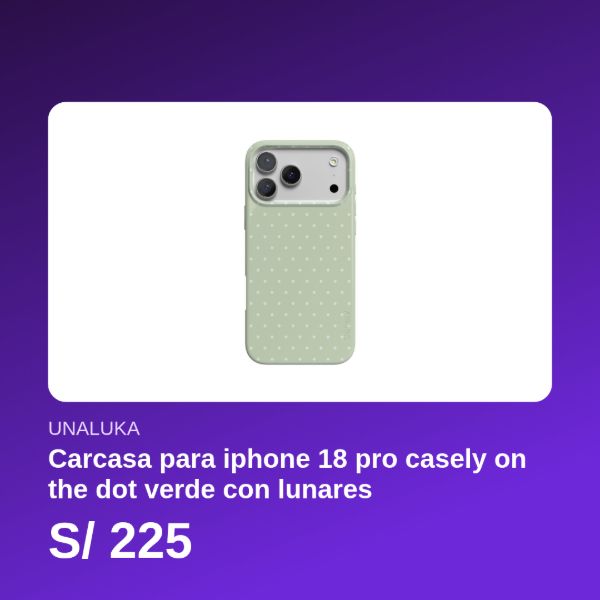 UNALUKA
Carcasa para iphone 18 pro casely on
the dot verde con lunares
S/ 225